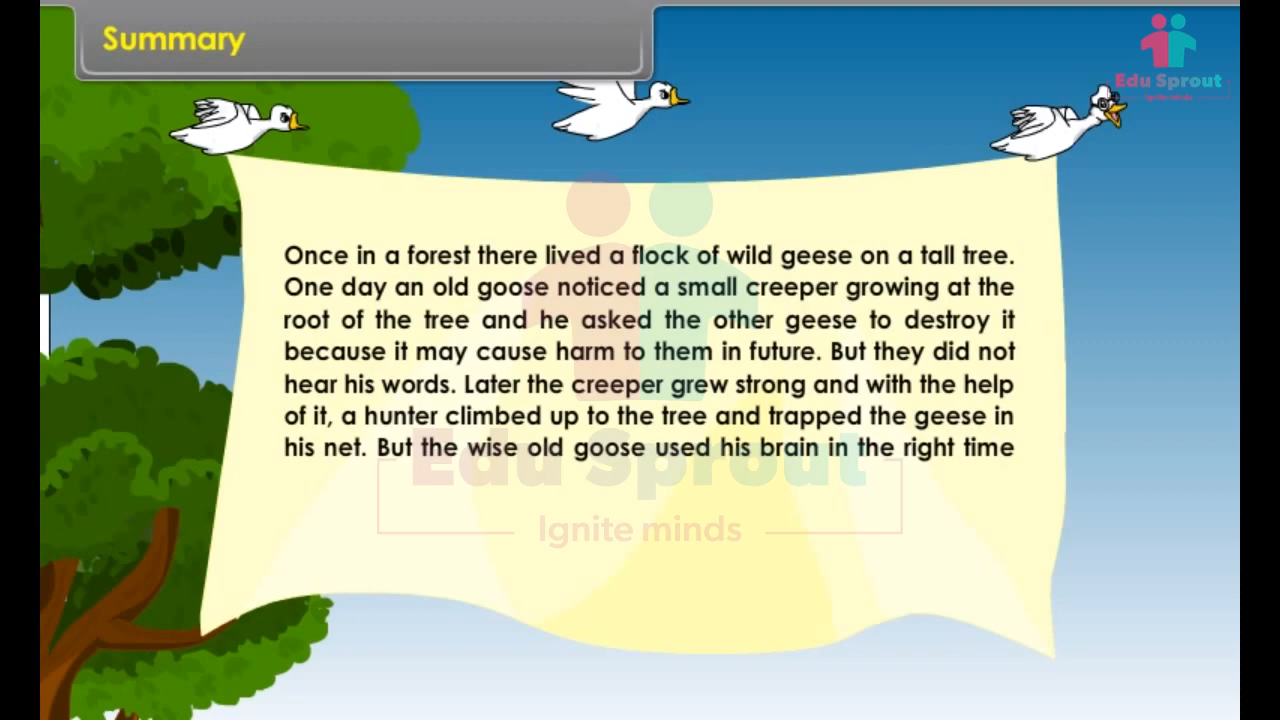 Summary
Edu Sprout
Ignite minds
Once in a forest there lived a flock of wild geese on a tall tree.
One day an old goose noticed a small creeper growing at the
root of the tree and he asked the other geese to destroy it
because it may cause harm to them in future. But they did not
hear his words. Later the creeper grew strong and with the help
of it, a hunter climbed up to the tree and trapped the geese in
his net. But the wise old goose used his brain in the right time
Edu Sprout
Ignite minds